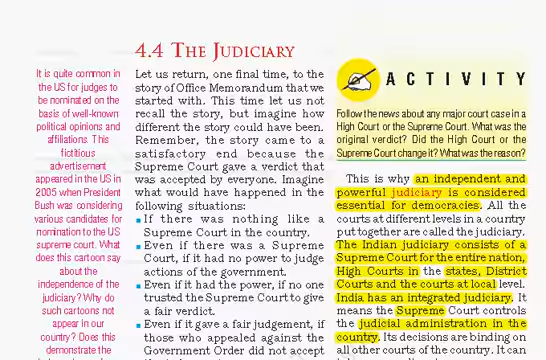 It is quite common in
the US for judges to
be nominated on the
basis of well-known
political opinions and
affiliations. This
fictitious
advertisement
appeared in the US in
2005 when President
Bush was considering
various candidates for
nomination to the US
supreme court. What
does this cartoon say
about the
independence of the
judiciary? Why do
such cartoons not
appear in our
country? Does this
demonstrate the
4.4 THE JUDICIARY
Let us return, one final time, to the
story of Office Memorandum that we
started with. This time let us not
recall the story, but imagine how
different the story could have been.
Remember, the story came to a
satisfactory end because the
Supreme Court gave a verdict that
was accepted by everyone. Imagine
what would have happened in the
following situations:
▪ If there was nothing like a
Supreme Court in the country.
▪ Even if there was a Supreme
Court, if it had no power to judge
actions of the government.
▪ Even if it had the power, if no one
trusted the Supreme Court to give
a fair verdict.
▪ Even if it gave a fair judgement, if
those who appealed against the
Government Order did not accept
ACTIVITY
Follow the news about any major court case in a
High Court or the Supreme Court. What was the
original verdict? Did the High Court or the
Supreme Court change it? What was the reason?
This is why an independent and
powerful judiciary is considered
essential for democracies. All the
courts at different levels in a country
put together are called the judiciary.
The Indian judiciary consists of a
Supreme Court for the entire nation,
High Courts in the states, District
Courts and the courts at local level.
India has an integrated judiciary. It
means the Supreme Court controls
the judicial administration in the
country. Its decisions are binding on
all other courts of the country. It can